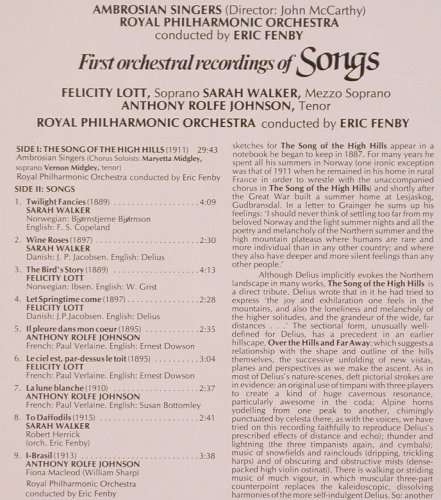 AMBROSIAN SINGERS (Director: John McCarthy)
ROYAL PHILHARMONIC ORCHESTRA
conducted by ERIC FENBY
First orchestral recordings of Songs
FELICITY LOTT, Soprano SARAH WALKER, Mezzo Soprano
ANTHONY ROLFE JOHNSON, Tenor
ROYAL PHILHARMONIC ORCHESTRA conducted by ERIC FENBY
SIDE I: THE SONG OF THE HIGH HILLS (1911) 29:43
Ambrosian Singers (Chorus Soloists: Maryetta Midgley,
soprano Vernon Midgley, tenor)
Royal Philharmonic Orchestra conducted by Eric Fenby
SIDE II: SONGS
1. Twilight Fancies (1889) 4:09
SARAH WALKER
Norwegian: Bjørnstjerne Bjørnson
English: F. S. Copeland
2. Wine Roses (1897) 2:30
SARAH WALKER
Danish: J. P. Jacobsen. English: Delius
3. The Bird's Story (1889) 4:13
FELICITY LOTT
Norwegian: Ibsen. English: W. Grist
4. Let Springtime come (1897) 2:28
FELICITY LOTT
Danish: J.P.Jacobsen. English: Delius
5. Il pleure dans mon coeur (1895) 2:35
ANTHONY ROLFE JOHNSON
French: Paul Verlaine. English: Ernest Dowson
6. Le ciel est, par-dessus le toit (1895) 3:04
FELICITY LOTT
French: Paul Verlaine. English: Ernest Dowson
7. La lune blanche (1910) 2:37
ANTHONY ROLFE JOHNSON
French: Paul Verlaine. English: Susan Bottomley
8. To Daffodils (1915) 2:41
SARAH WALKER
Robert Herrick
(orch. Eric Fenby)
9. I-Brasil (1913) 3:38
ANTHONY ROLFE JOHNSON
Fiona Macleod (William Sharp)
Royal Philharmonic Orchestra
conducted by Eric Fenby
sketches for The Song of the High Hills appear in a
notebook he began to keep in 1887. For many years he
spent all his summers in Norway (one ironic exception
was that of 1911 when he remained in his home in rural
France in order to wrestle with the unaccompanied
chorus in The Song of the High Hills) and shortly after
the Great War built a summer home at Lesjaskog,
Gudbransdal. In a letter to a friend he sums up his
feelings: 'I should never think of settling too far from my
beloved Norway and the light summer nights and all the
poetry and melancholy of the Northern summer and the
high mountain plateaus where humans are rare and
more individual than in any other country; and where
they also have deeper and more silent feelings than any
other people.'
Although Delius implicitly evokes the Northern
landscape in many works, The Song of the High Hills is
a direct tribute. Delius wrote that in it he had tried to
express 'the joy and exhilaration one feels in the
mountains, and also the loneliness and melancholy of
the higher solitudes, and the grandeur of the wide, far
distances . . .' The sectional form, unusually well-
defined for Delius, has a precedent in the earlier
hillscape, Over the Hills and Far Away: which suggests a
relationship with the shape and outline of the hills
themselves, the successive unfolding of new vistas,
planes and perspectives as we make the ascent. As in
most of Delius's nature-scenes, deft pictorial strokes are
in evidence: an original use of timpani with three players
to create a kind of huge cavernous resonance,
particularly awesome in the coda; Alpine horns
yodelling from one peak to another, chimingly
punctuated by celesta there, as with the voices, we have
tried on this recording faithfully to reproduce Delius's
prescribed effects of distance and echo); thunder and
lightning (the three timpanists again, and cymbals);
music of snowfields and raincloud (dripping, trickling
harps) and of obscuring and obstructive mists (dense-
packed high violin ostinati). There is walking or striding
music of much vigour, in which muscular three-part
counterpoint replaces the kaleidoscopic, dissolving
harmonies of the more self-indulgent Delius. So another